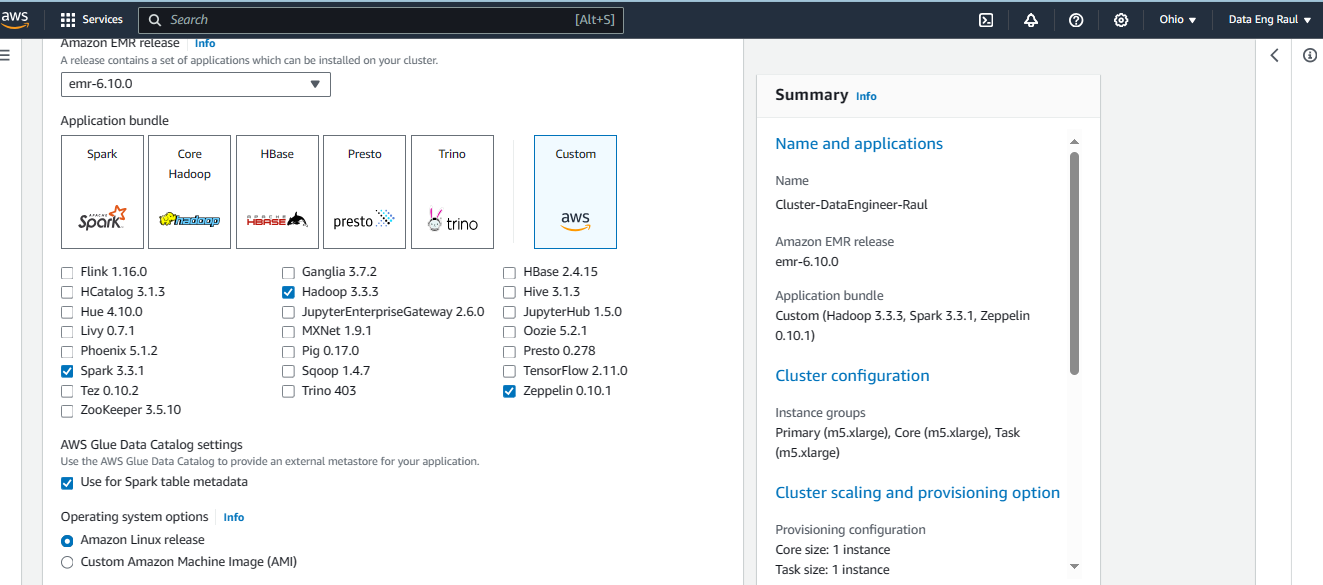 aws Services Search [Alt+S] Ohio Data Eng Raul
Amazon EMR release Info
A release contains a set of applications which can be installed on your cluster.
emr-6.10.0
Application bundle
Spark Core Hadoop HBase Presto Trino Custom
APACHE Spark hadoop APACHE HBASE presto trino aws
Flink 1.16.0 Ganglia 3.7.2 HBase 2.4.15
HCatalog 3.1.3 Hadoop 3.3.3 Hive 3.1.3
Hue 4.10.0 JupyterEnterpriseGateway 2.6.0 JupyterHub 1.5.0
Livy 0.7.1 MXNet 1.9.1 Oozie 5.2.1
Phoenix 5.1.2 Pig 0.17.0 Presto 0.278
Spark 3.3.1 Sqoop 1.4.7 TensorFlow 2.11.0
Tez 0.10.2 Trino 403 Zeppelin 0.10.1
ZooKeeper 3.5.10
AWS Glue Data Catalog settings
Use the AWS Glue Data Catalog to provide an external metastore for your application.
Use for Spark table metadata
Operating system options Info
Amazon Linux release
Custom Amazon Machine Image (AMI)
Summary Info
Name and applications
Name
Cluster-DataEngineer-Raul
Amazon EMR release
emr-6.10.0
Application bundle
Custom (Hadoop 3.3.3, Spark 3.3.1, Zeppelin
0.10.1)
Cluster configuration
Instance groups
Primary (m5.xlarge), Core (m5.xlarge), Task
(m5.xlarge)
Cluster scaling and provisioning option
Provisioning configuration
Core size: 1 instance
Task size: 1 instance